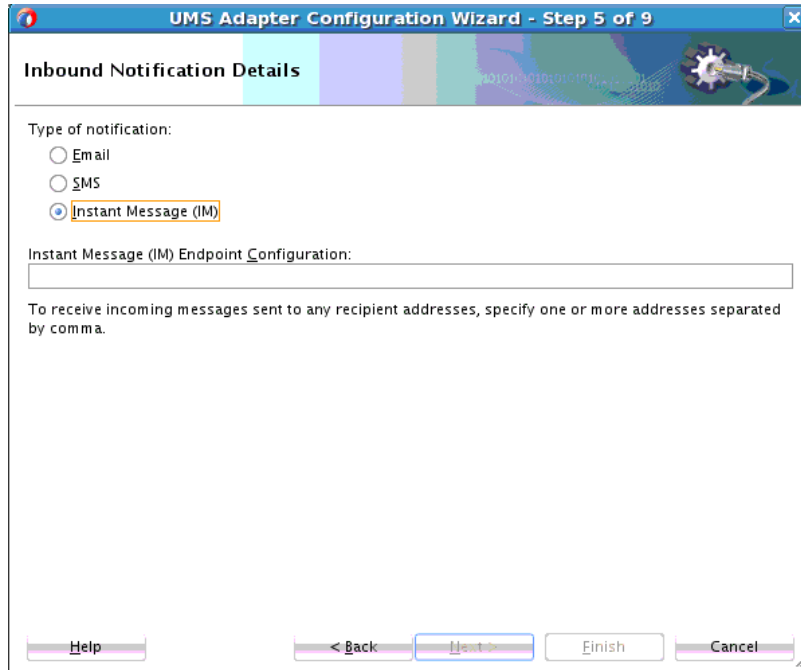 UMS Adapter Configuration Wizard - Step 5 of 9
Inbound Notification Details
Type of notification:
Email
SMS
Instant Message (IM)
Instant Message (IM) Endpoint Configuration:
To receive incoming messages sent to any recipient addresses, specify one or more addresses separated
by comma.
Help
< Back
Next >
Finish
Cancel